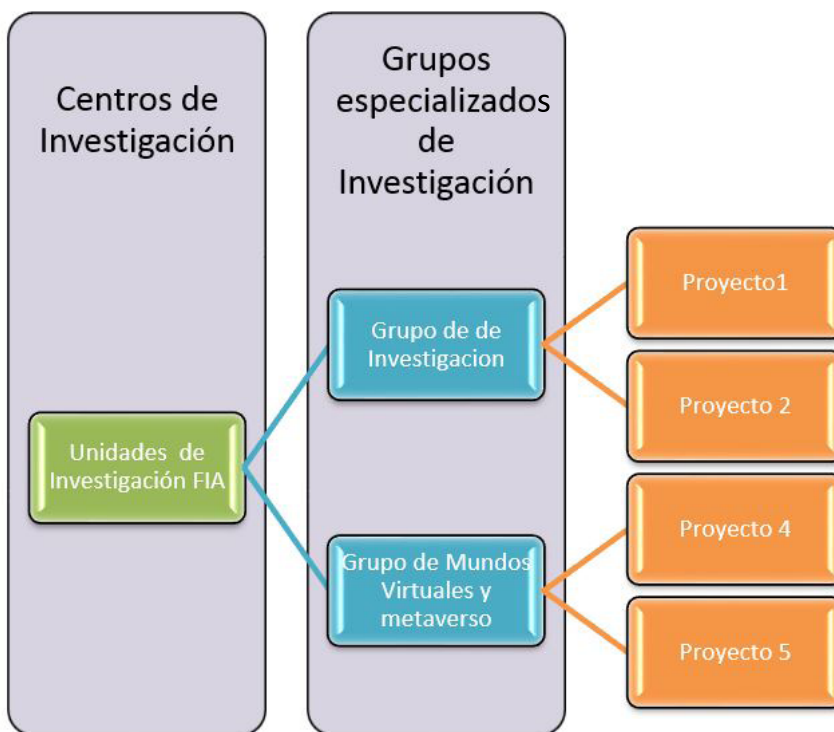 Centros de
Investigación
Grupos
especializados
de
Investigación
Unidades de
Investigación FIA
Grupo de de
Investigacion
Grupo de Mundos
Virtuales y
metaverso
Proyecto1
Proyecto 2
Proyecto 4
Proyecto 5